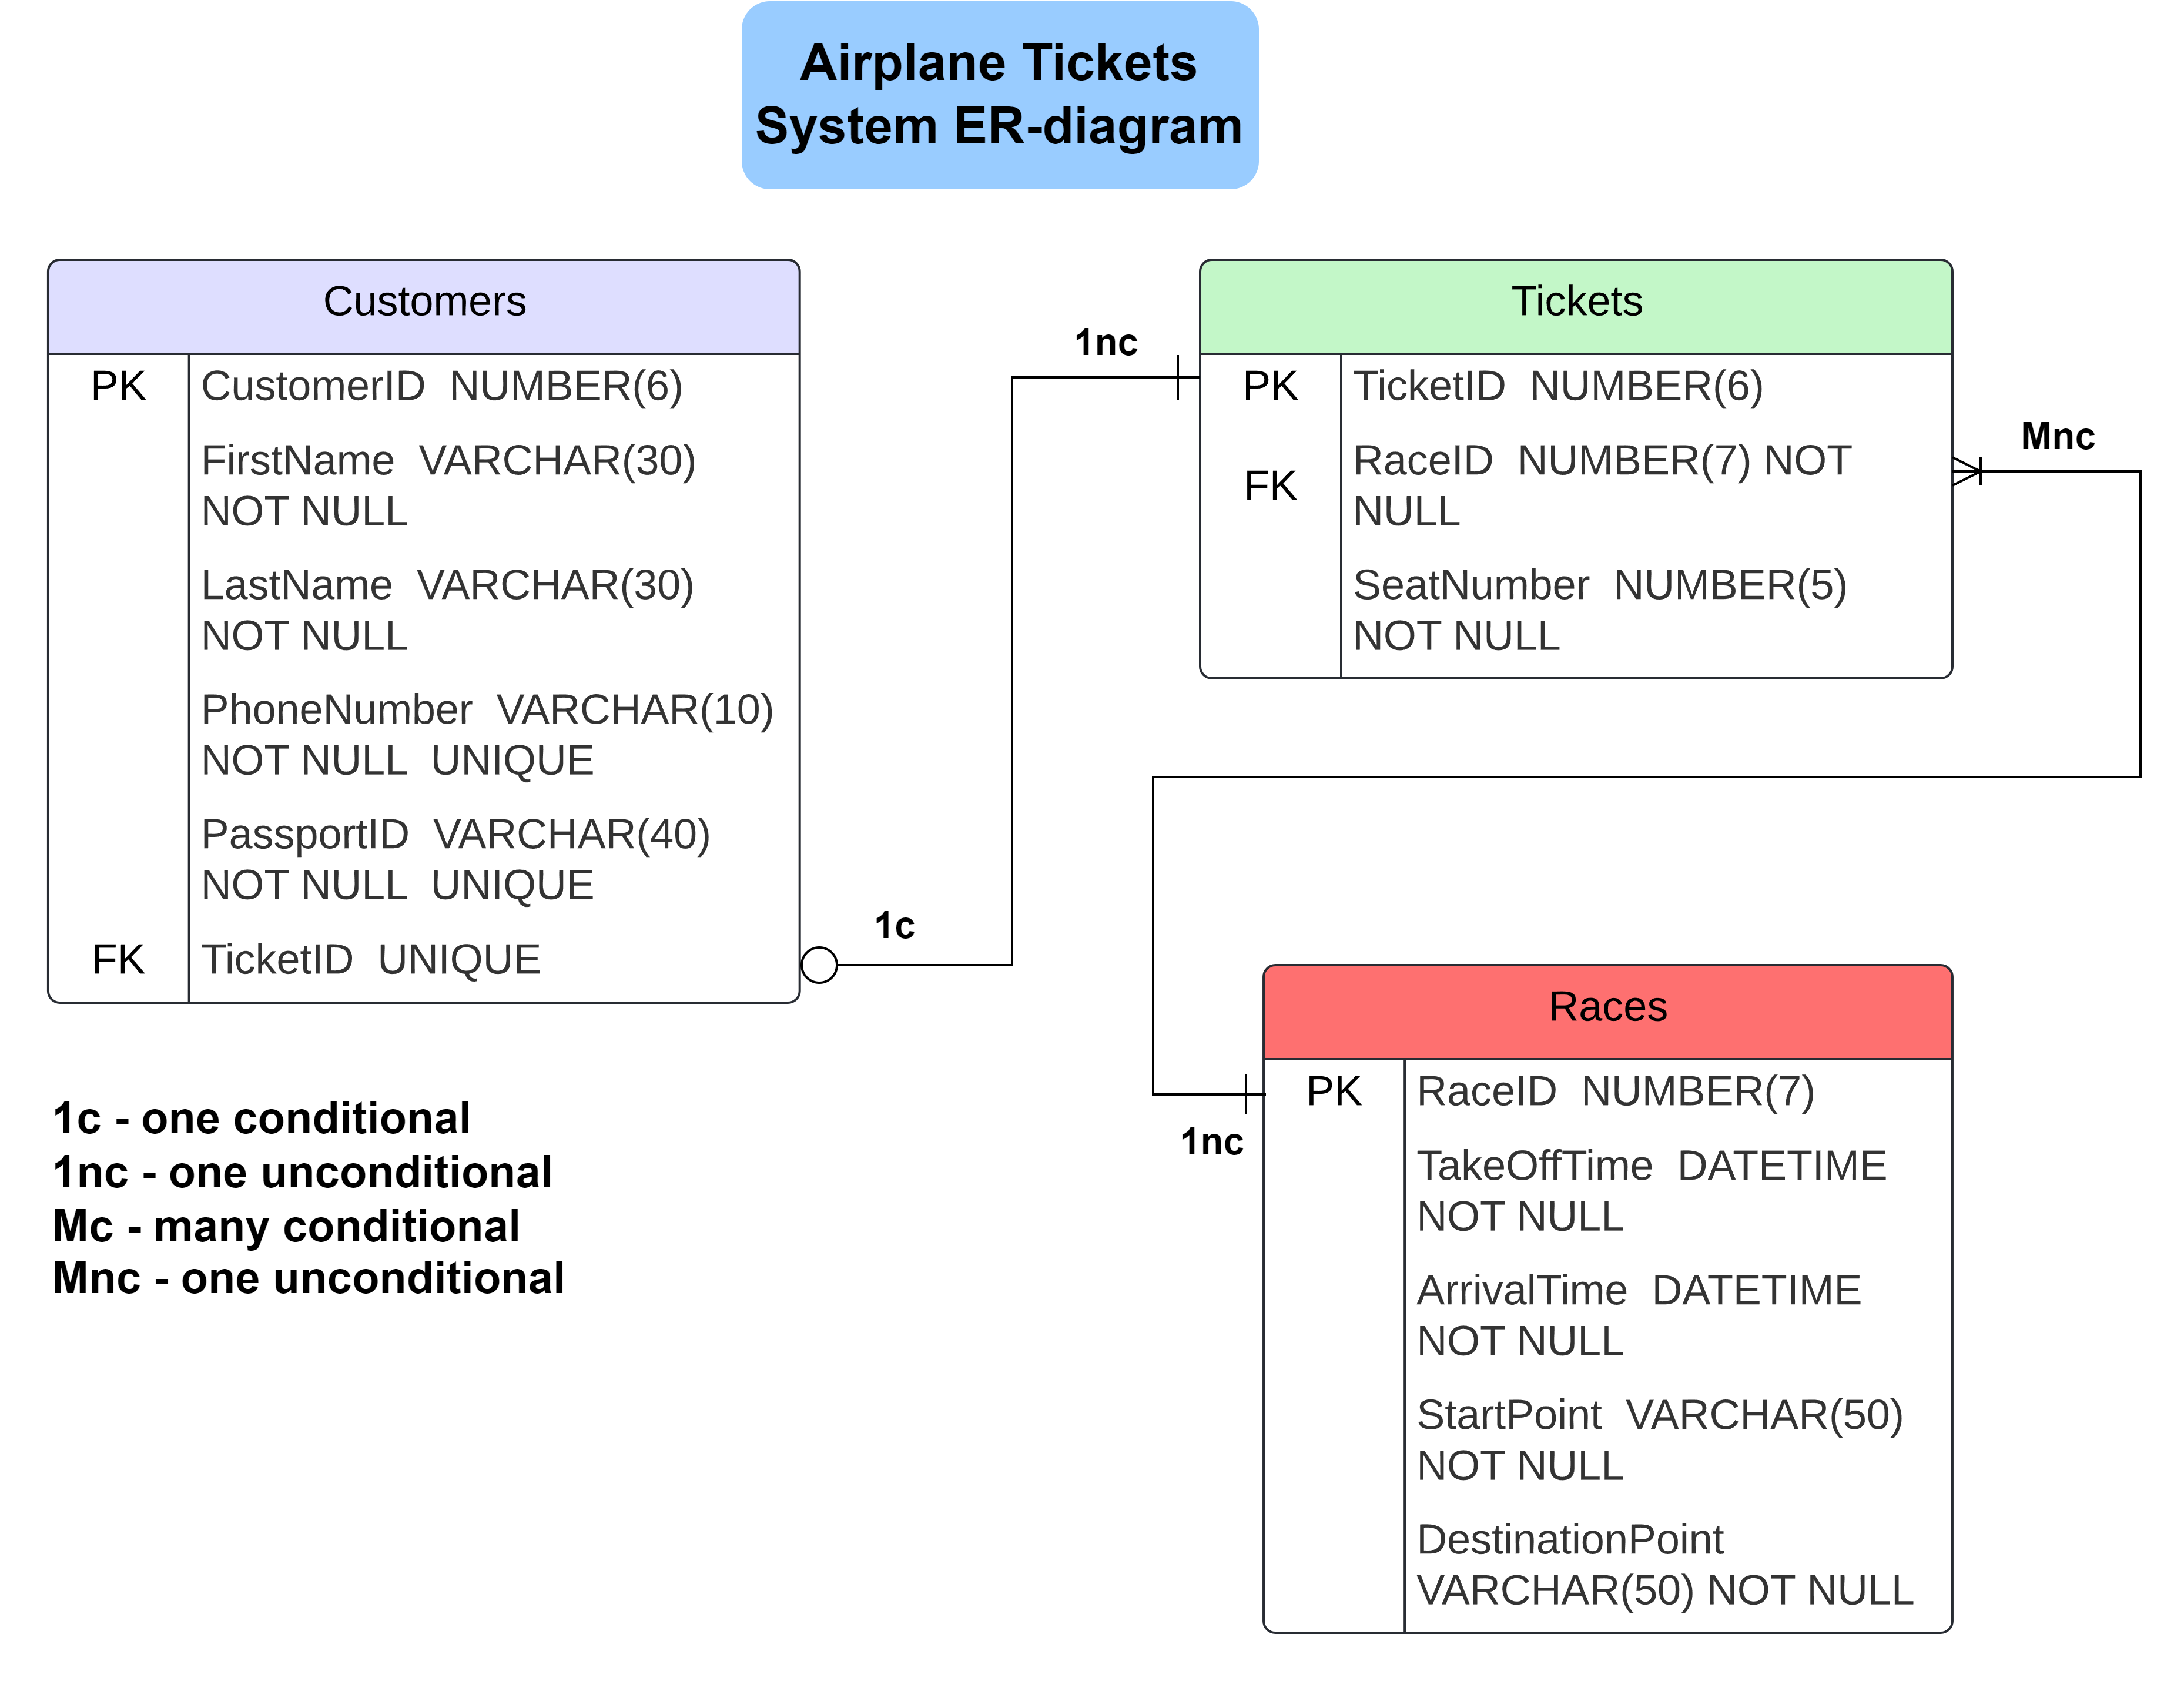 Airplane Tickets
System ER-diagram
Customers
PK CustomerID NUMBER(6)
FirstName VARCHAR(30)
NOT NULL
LastName VARCHAR(30)
NOT NULL
PhoneNumber VARCHAR(10)
NOT NULL UNIQUE
PassportID VARCHAR(40)
NOT NULL UNIQUE
FK TicketID UNIQUE
1c
1nc
Tickets
PK TicketID NUMBER(6)
FK RaceID NUMBER(7) NOT
NULL
SeatNumber NUMBER(5)
NOT NULL
Mnc
1nc
Races
PK RaceID NUMBER(7)
TakeOffTime DATETIME
NOT NULL
ArrivalTime DATETIME
NOT NULL
StartPoint VARCHAR(50)
NOT NULL
DestinationPoint
VARCHAR(50) NOT NULL
1c - one conditional
1nc - one unconditional
Mc - many conditional
Mnc - one unconditional